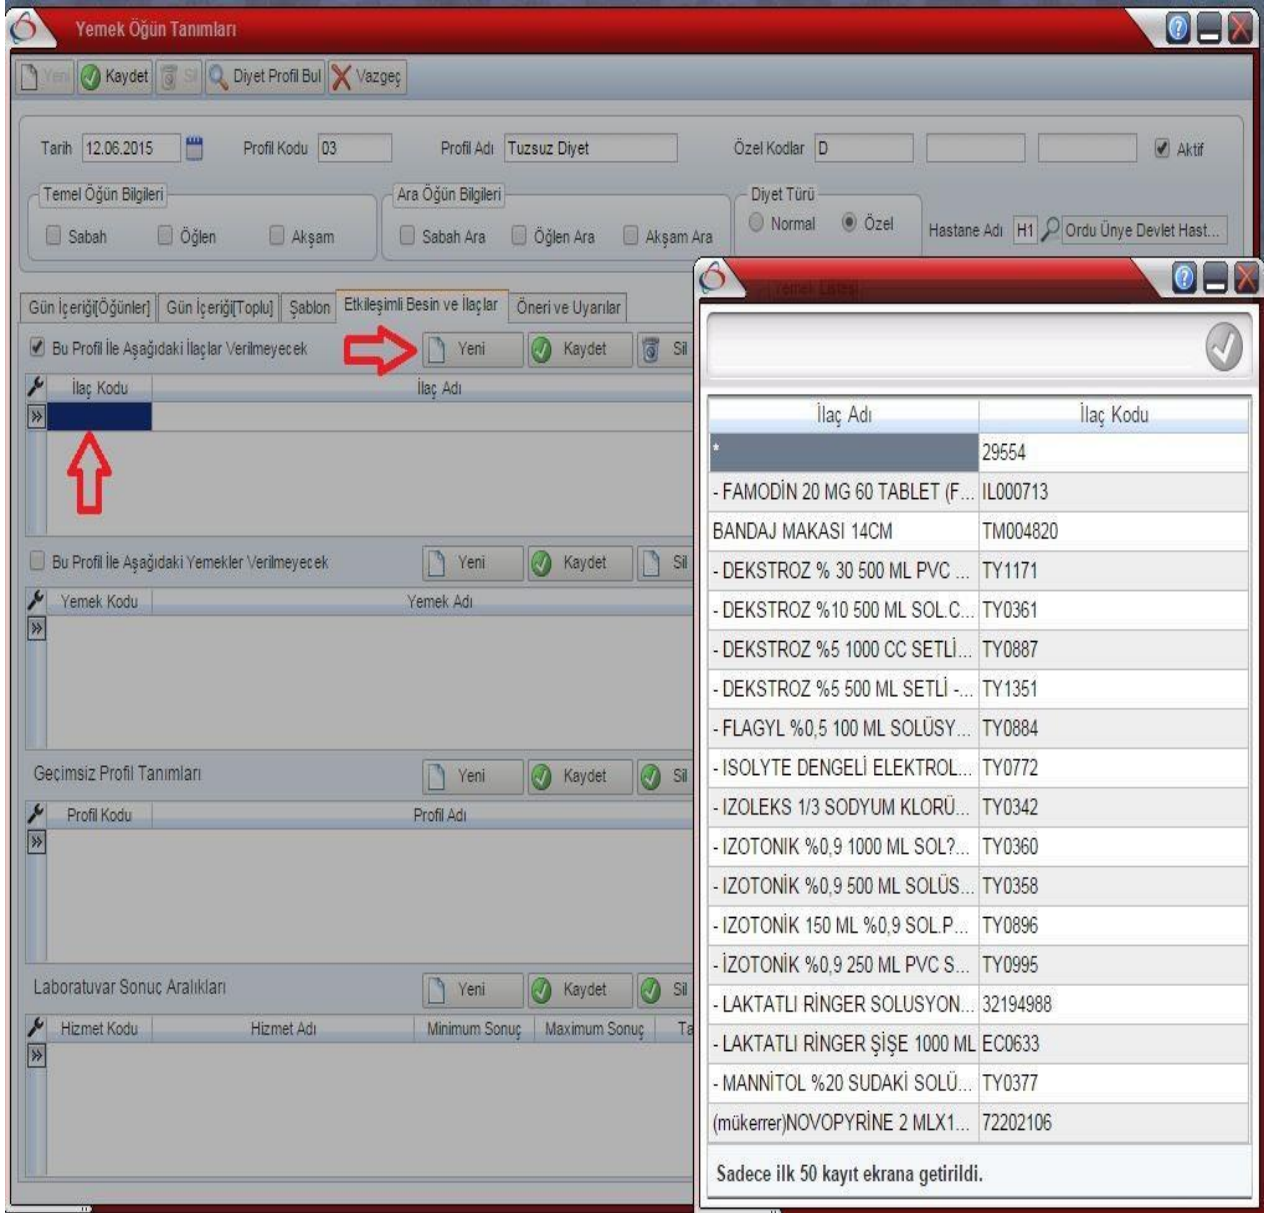 Yemek Öğün Tanımları
Yeni Kaydet Sil Diyet Profil Bul Vazgeç
Tarih 12.06.2015 Profil Kodu 03 Profil Adı Tuzsuz Diyet Özel Kodlar D Aktif
Temel Öğün Bilgileri Ara Öğün Bilgileri Diyet Türü
Sabah Öğlen Akşam Sabah Ara Öğlen Ara Akşam Ara Normal Özel Hastane Adı H1 Ordu Ünye Devlet Hast...
Gün İçeriği[Öğünler] Gün İçeriği[Toplu] Şablon Etkileşimli Besin ve İlaçlar Öneri ve Uyarılar
Bu Profil İle Aşağıdaki İlaçlar Verilmeyecek Yeni Kaydet Sil
İlaç Kodu İlaç Adı
Bu Profil İle Aşağıdaki Yemekler Verilmeyecek Yeni Kaydet Sil
Yemek Kodu Yemek Adı
Geçimsiz Profil Tanımları Yeni Kaydet Sil
Profil Kodu Profil Adı
Laboratuvar Sonuç Aralıkları Yeni Kaydet Sil
Hizmet Kodu Hizmet Adı Minimum Sonuç Maximum Sonuç Ta
Yemek Listesi
İlaç Adı İlaç Kodu
* 29554
- FAMODİN 20 MG 60 TABLET (F... IL000713
BANDAJ MAKASI 14CM TM004820
- DEKSTROZ % 30 500 ML PVC ... TY1171
- DEKSTROZ %10 500 ML SOL.C... TY0361
- DEKSTROZ %5 1000 CC SETLİ... TY0887
- DEKSTROZ %5 500 ML SETLİ -... TY1351
- FLAGYL %0,5 100 ML SOLÜSY... TY0884
- ISOLYTE DENGELİ ELEKTROL... TY0772
- IZOLEKS 1/3 SODYUM KLORÜ... TY0342
- IZOTONIK %0,9 1000 ML SOL?... TY0360
- IZOTONİK %0,9 500 ML SOLÜS... TY0358
- IZOTONİK 150 ML %0,9 SOL.P... TY0896
- İZOTONİK %0,9 250 ML PVC S... TY0995
- LAKTATLI RİNGER SOLUSYON... 32194988
- LAKTATLI RİNGER ŞİŞE 1000 ML EC0633
- MANNİTOL %20 SUDAKİ SOLÜ... TY0377
(mükerrer)NOVOPYRİNE 2 MLX1... 72202106
Sadece ilk 50 kayıt ekrana getirildi.